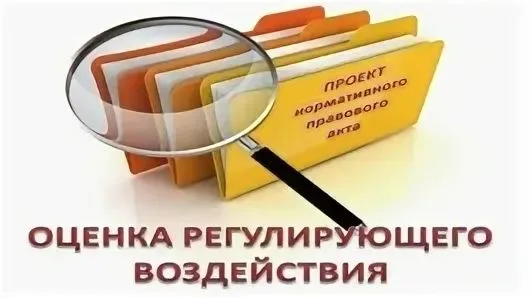 ПРОЕКТ
нормативного
правового
акта
ОЦЕНКА РЕГУЛИРУЮЩЕГО
ВОЗДЕЙСТВИЯ